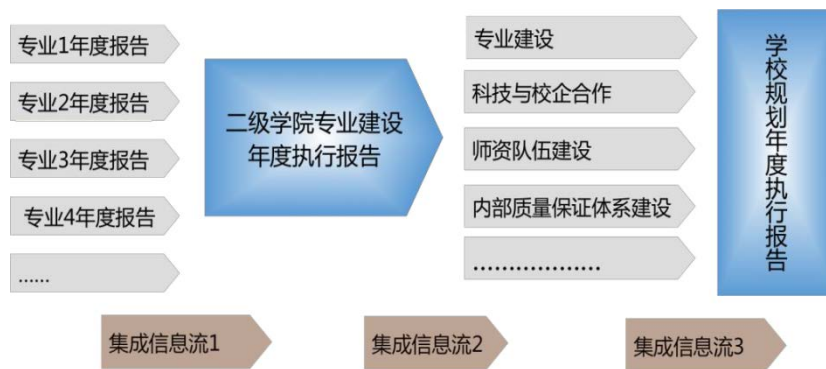 专业1年度报告
专业2年度报告
专业3年度报告
专业4年度报告
......
二级学院专业建设
年度执行报告
专业建设
科技与校企合作
师资队伍建设
内部质量保证体系建设
..................
学校规划年度执行报告
集成信息流1
集成信息流2
集成信息流3